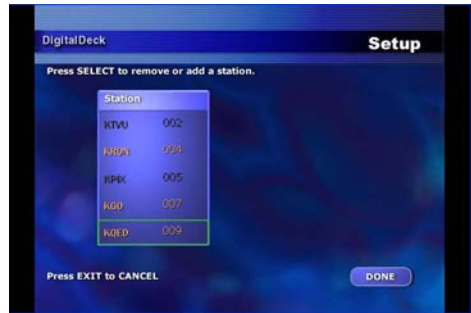 DigitalDeck
Setup
Press SELECT to remove or add a station.
Station
KTVU 002
KRON 004
KPIX 005
KGO 007
KQED 009
Press EXIT to CANCEL
DONE